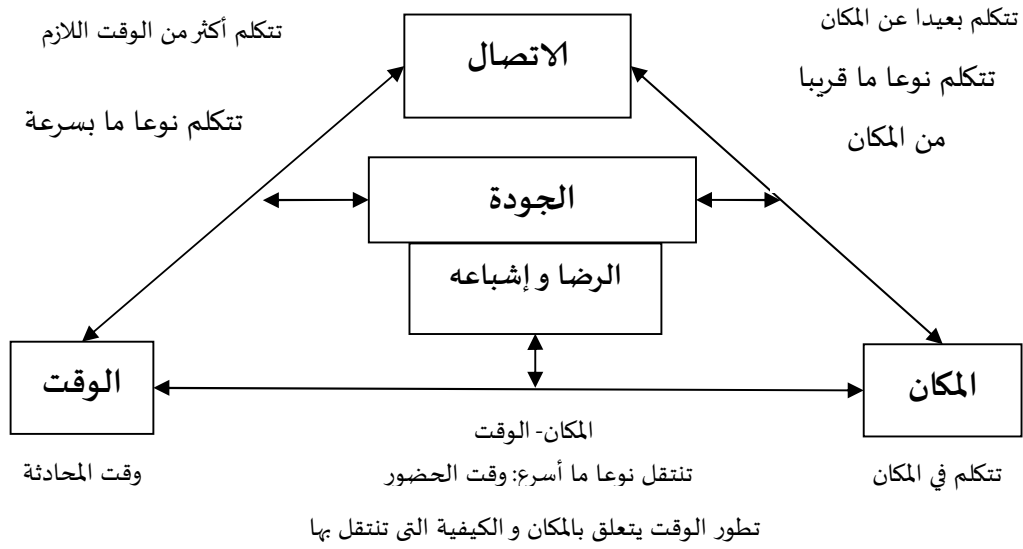 تتكلم بعيدا عن المكان
تتكلم أكثر من الوقت اللازم
الاتصال
تتكلم نوعا ما قريبا
من المكان
تتكلم نوعا ما بسرعة
الجودة
الرضا و إشباعه
المكان
الوقت
المكان- الوقت
تتكلم في المكان
تنتقل نوعا ما أسرع: وقت الحضور
وقت المحادثة
تطور الوقت يتعلق بالمكان و الكيفية التي تنتقل بها